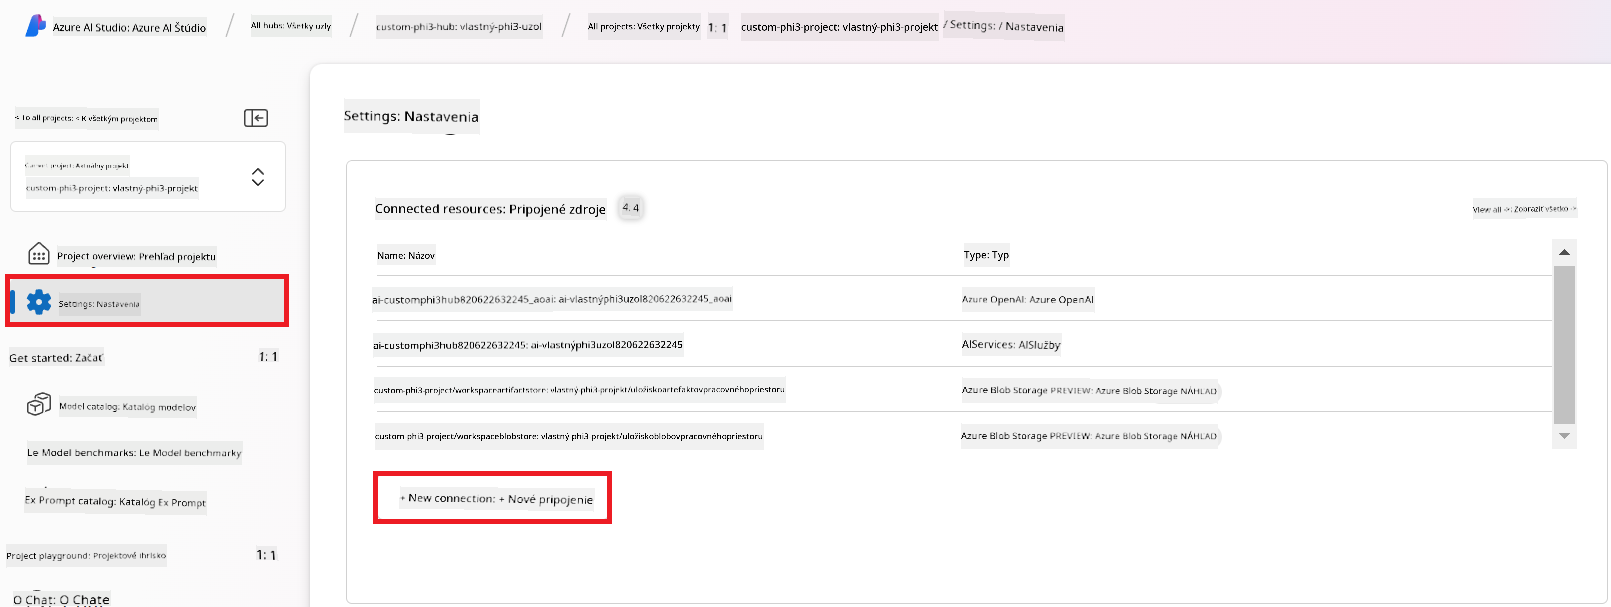 Azure AI Studio: Azure AI Štúdio / All hubs: Všetky uzly / custom-phi3-hub: vlastný-phi3-uzol / All projects: Všetky projekty 1: 1 custom-phi3-project: vlastný-phi3-projekt / Settings: / Nastavenia
< To all projects: < K všetkým projektom
Current project: Aktuálny projekt
custom-phi3-project: vlastný-phi3-projekt
Project overview: Prehľad projektu
Settings: Nastavenia
Get started: Začať 1: 1
Model catalog: Katalóg modelov
Le Model benchmarks: Le Model benchmarky
Ex Prompt catalog: Katalóg Ex Prompt
Project playground: Projektové ihrisko 1: 1
O Chat: O Chate
Settings: Nastavenia
Connected resources: Pripojené zdroje 4. 4
View all ->: Zobraziť všetko ->
Name: Názov Type: Typ
ai-customphi3hub820622632245_aoai: ai-vlastnýphi3uzol820622632245_aoai Azure OpenAI: Azure OpenAI
ai-customphi3hub820622632245: ai-vlastnýphi3uzol820622632245 AIServices: AISlužby
custom-phi3-project/workspaceartifactstore: vlastný-phi3-projekt/uložiskoartefaktovpracovnéhopriestoru Azure Blob Storage PREVIEW: Azure Blob Storage NÁHĽAD
custom-phi3-project/workspaceblobstore: vlastný-phi3-projekt/uložiskoblobovpracovnéhopriestoru Azure Blob Storage PREVIEW: Azure Blob Storage NÁHĽAD
+ New connection: + Nové pripojenie